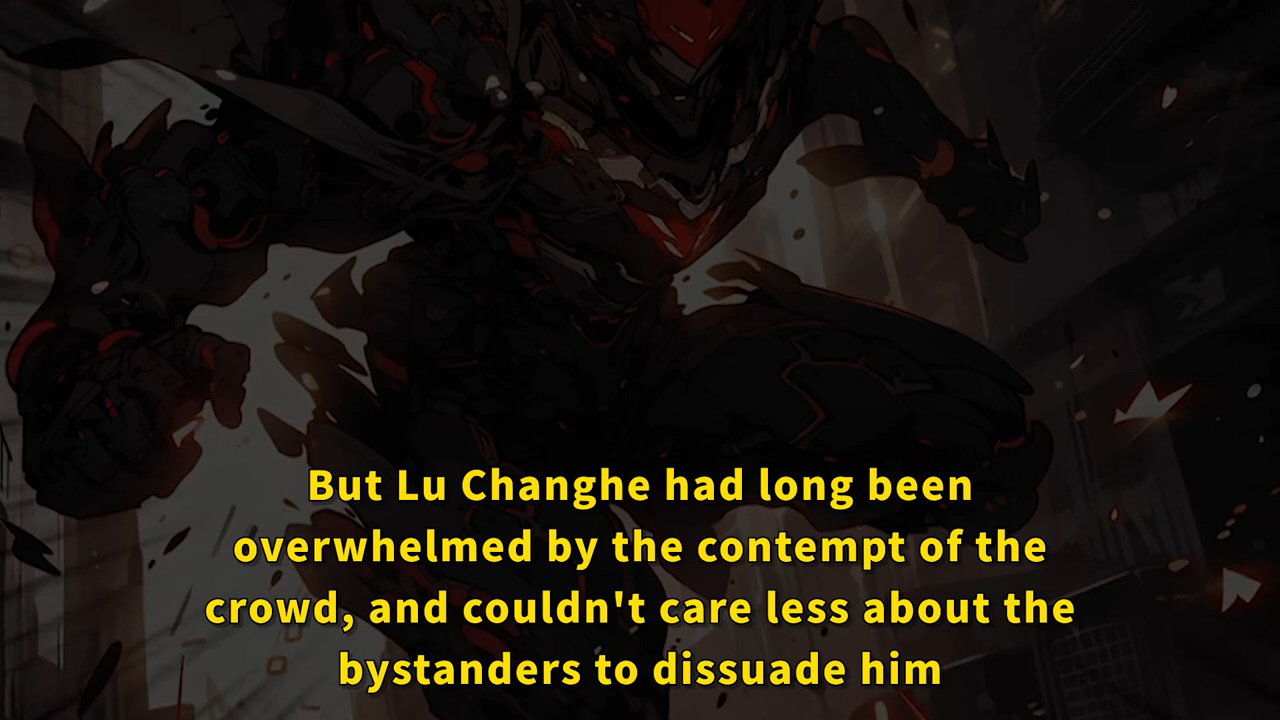 But Lu Changhe had long been
overwhelmed by the contempt of the
crowd, and couldn't care less about the
bystanders to dissuade him